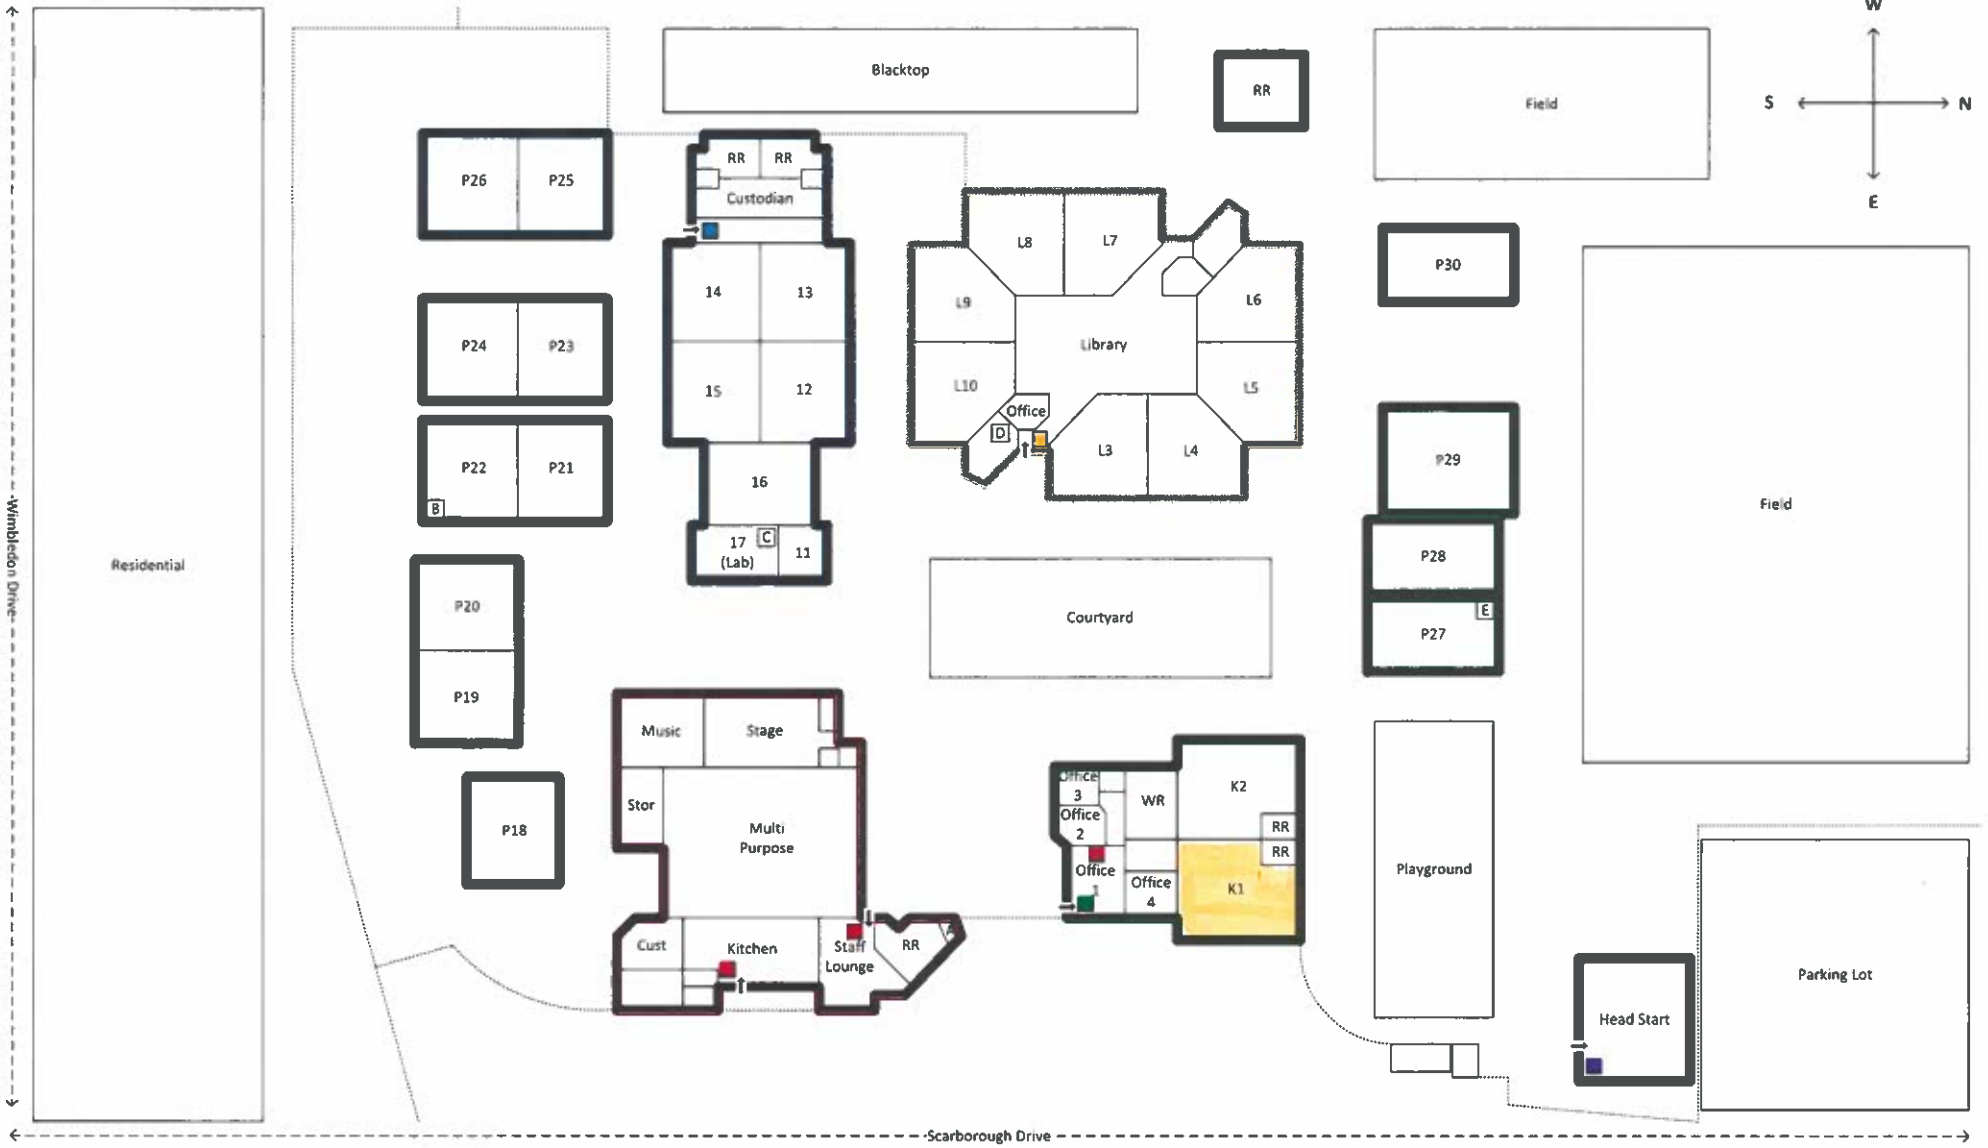 W
S
N
E
Blacktop
RR
Field
P26
P25
RR
RR
Custodian
14
13
15
12
16
17
(Lab)
C
11
L8
L7
L9
L6
Library
L10
L5
Office
D
L3
L4
P30
P24
P23
P22
P21
B
P29
P28
E
P27
Field
Residential
Wimbledon Drive
P20
P19
P18
Courtyard
Music
Stage
Stor
Multi
Purpose
Cust
Kitchen
Staff
Lounge
RR
A
Office
3
Office
2
WR
K2
RR
RR
Office
1
Office
4
K1
Playground
Head Start
Parking Lot
Scarborough Drive